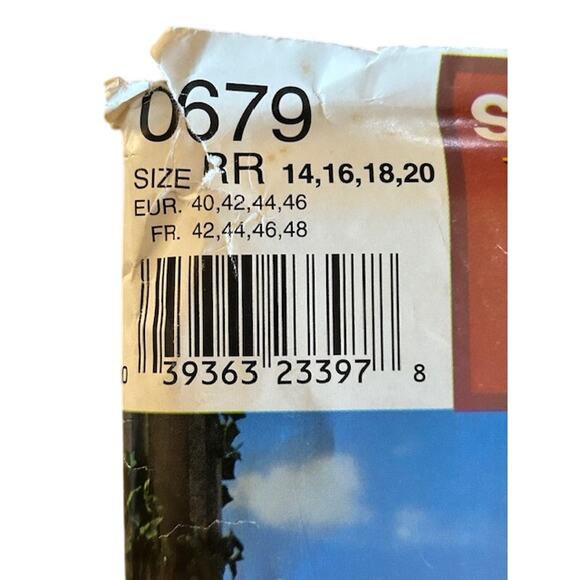 0679
SIZE RR 14,16,18,20
EUR. 40,42,44,46
FR. 42,44,46,48
0 39363 23397 8
S